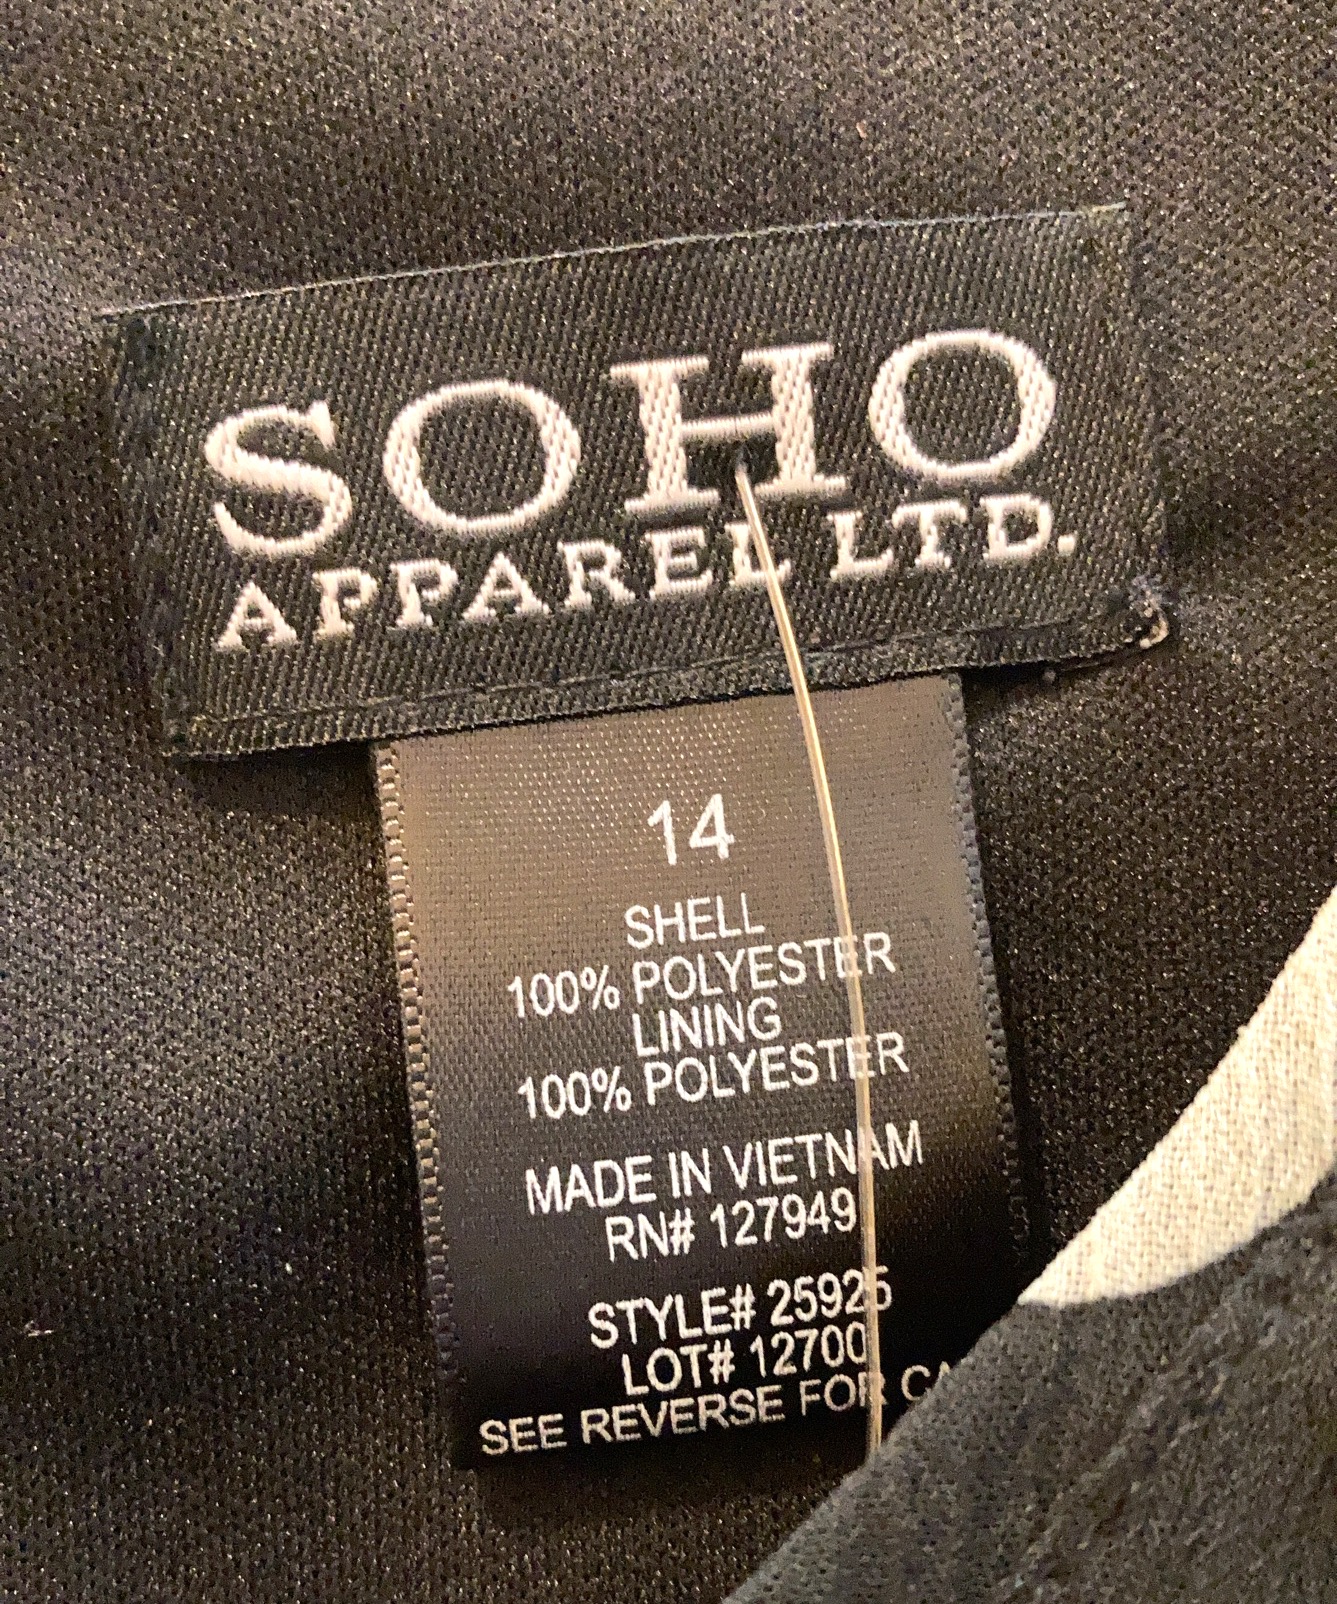 SOHO
APPAREL LTD.
14
SHELL
100% POLYESTER
LINING
100% POLYESTER
MADE IN VIETNAM
RN# 127949
STYLE# 25925
LOT# 12700
SEE REVERSE FOR